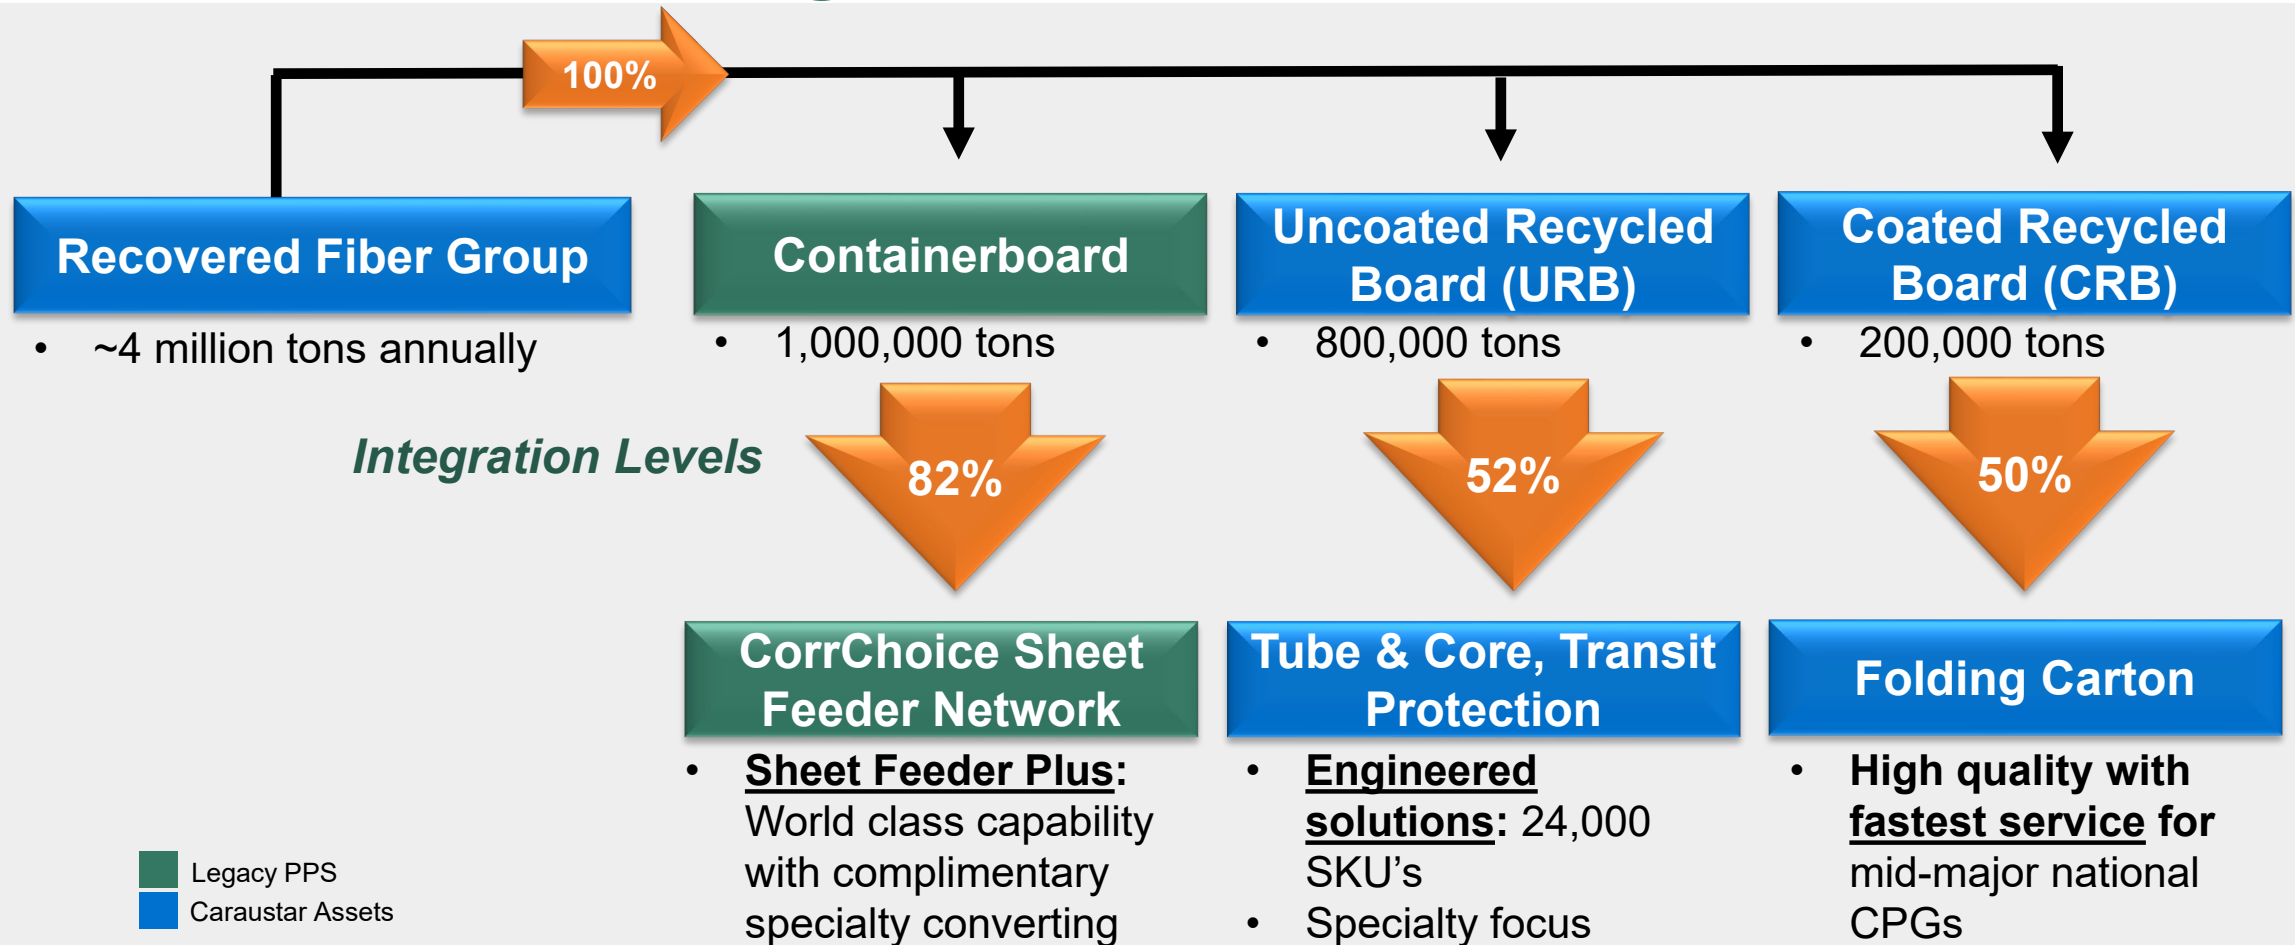 100%
Recovered Fiber Group
• ~4 million tons annually
Containerboard
• 1,000,000 tons
Uncoated Recycled
Board (URB)
• 800,000 tons
Coated Recycled
Board (CRB)
• 200,000 tons
Integration Levels
82%
52%
50%
CorrChoice Sheet
Feeder Network
• Sheet Feeder Plus:
World class capability
with complimentary
specialty converting
Tube & Core, Transit
Protection
• Engineered
solutions: 24,000
SKU's
• Specialty focus
Folding Carton
• High quality with
fastest service for
mid-major national
CPGs
Legacy PPS
Caraustar Assets